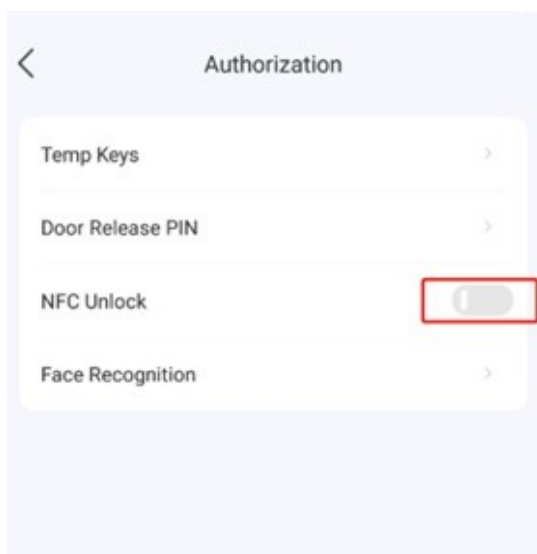 Authorization
Temp Keys
Door Release PIN
NFC Unlock
Face Recognition